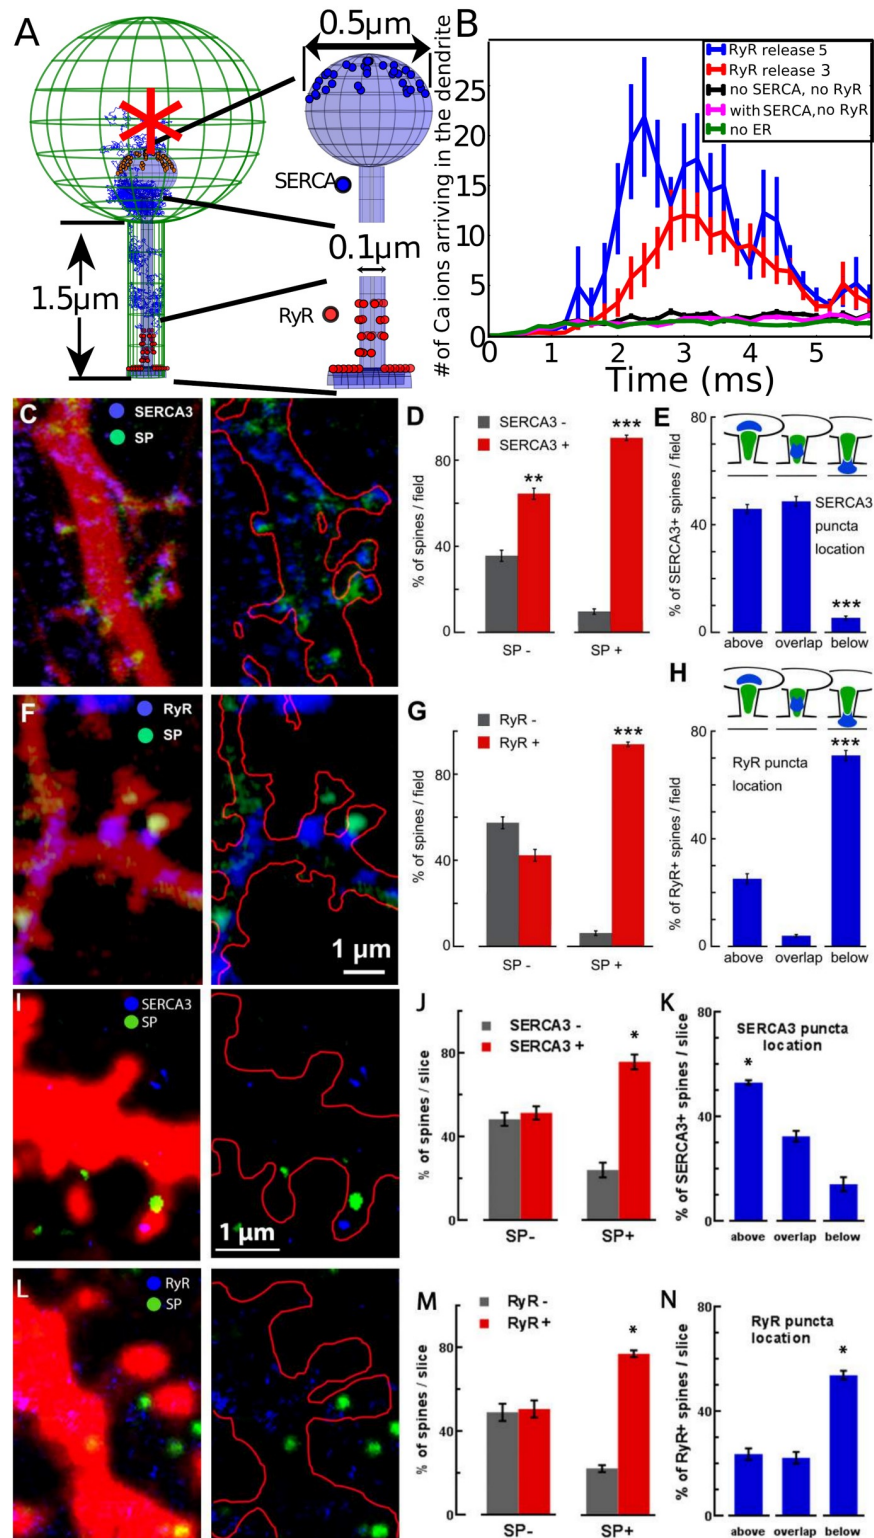 A
0.5μm
SERCA
0.1μm
RyR
1.5μm
B
# of Ca ions arriving in the dendrite
RyR release 5
RyR release 3
no SERCA, no RyR
with SERCA, no RyR
no ER
25
20
15
10
5
0
0 1 2 3 4 5
Time (ms)
C
SERCA3
SP
D
SERCA3 -
SERCA3 +
% of spines / field
80
40
0
**
***
SP -
SP +
E
% of SERCA3+ spines / field
80
40
0
SERCA3
puncta
location
***
above overlap below
F
RyR
SP
1 μm
G
RyR -
RyR +
% of spines / field
80
40
0
***
SP -
SP +
H
% of RyR+ spines / field
80
40
0
RyR puncta
location
***
above overlap below
I
SERCA3
SP
1 μm
J
SERCA3 -
SERCA3 +
% of spines / slice
80
40
0
*
SP-
SP+
K
% of SERCA3+ spines / slice
80
40
0
SERCA3 puncta
location
*
above overlap below
L
RyR
SP
M
RyR -
RyR +
% of spines / slice
80
40
0
*
SP-
SP+
N
% of RyR+ spines / slice
80
40
0
RyR puncta
location
*
above overlap below